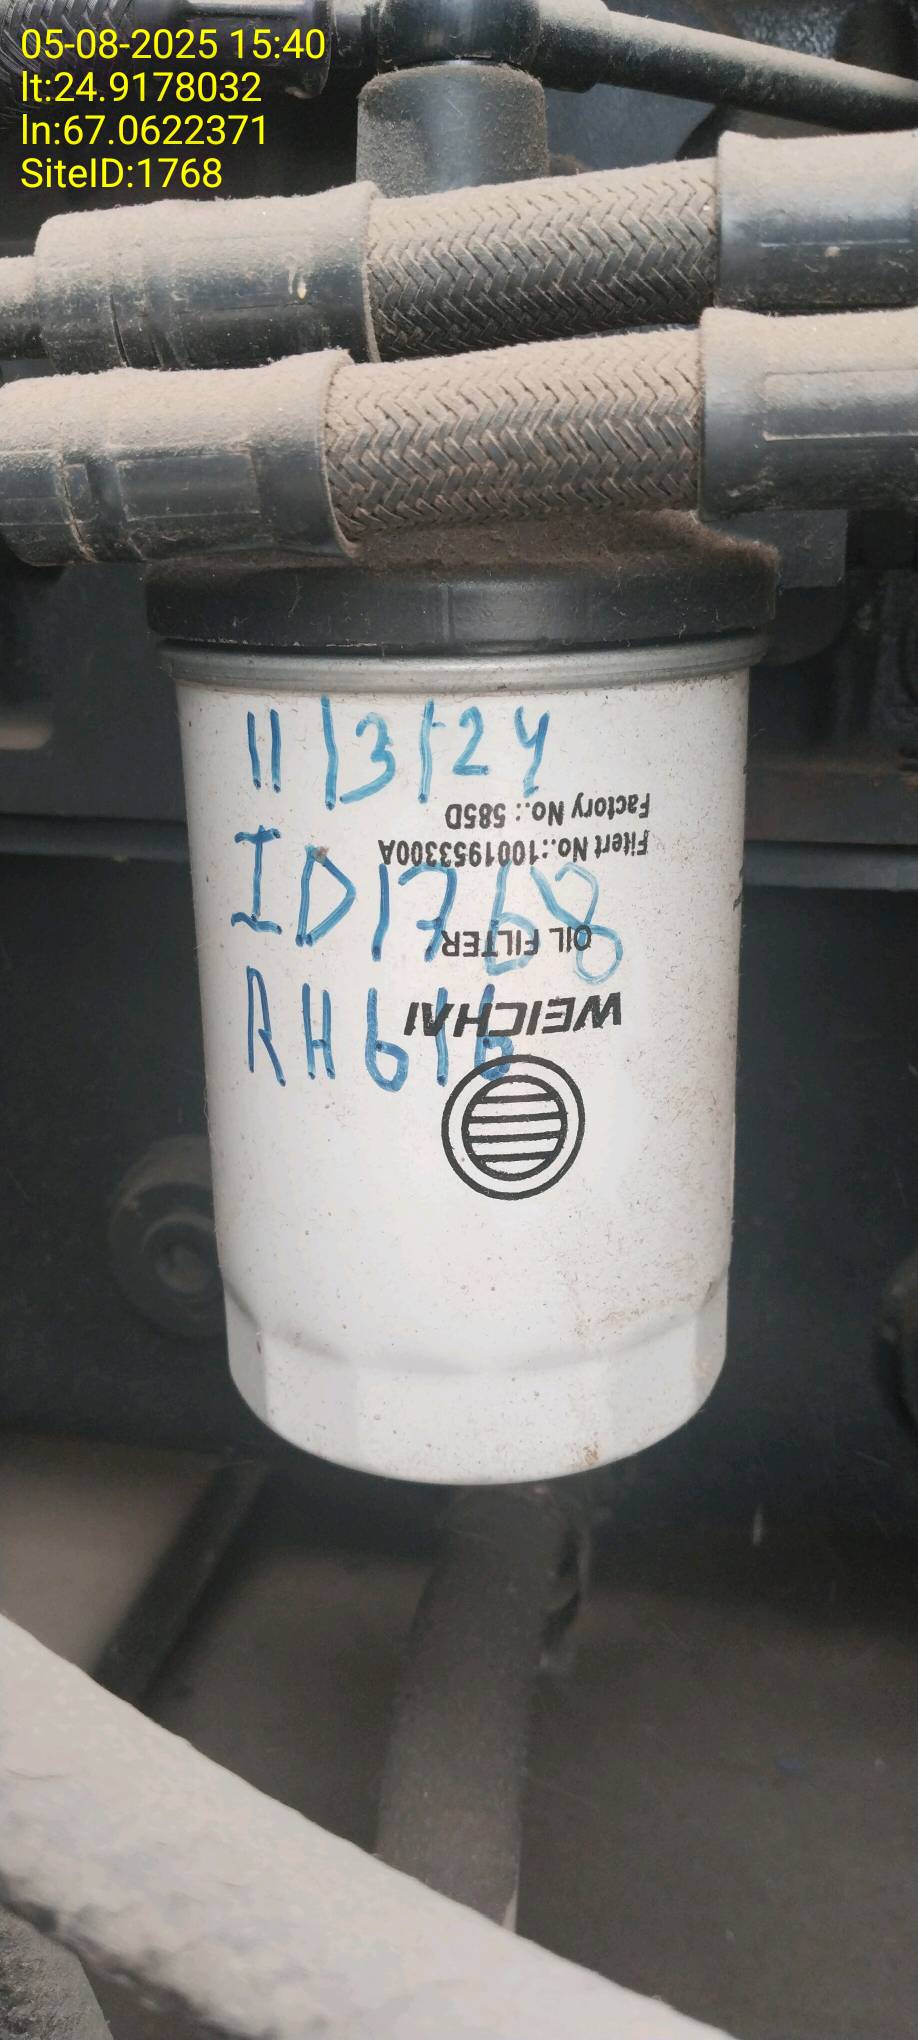 05-08-2025 15:40
lt:24.9178032
ln:67.0622371
SiteID:1768
11/3/24
ID1768
RH616
WEICHAI
OIL FILTER
Fitert No.:1001953300A
Factory No.: 585D